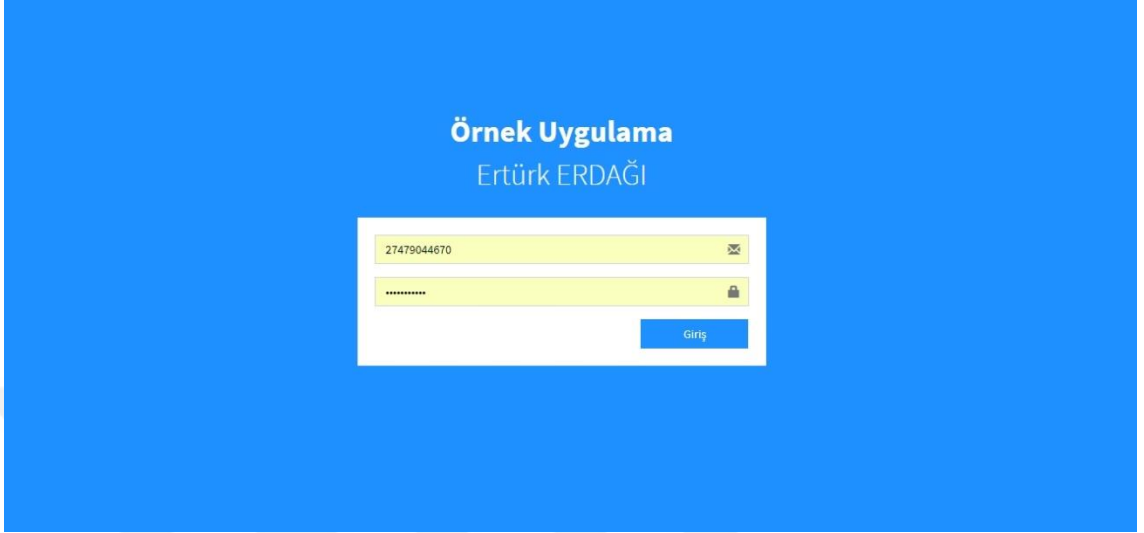 Örnek Uygulama
Ertürk ERDAĞI
27479044670
•••••••••••
Giriş